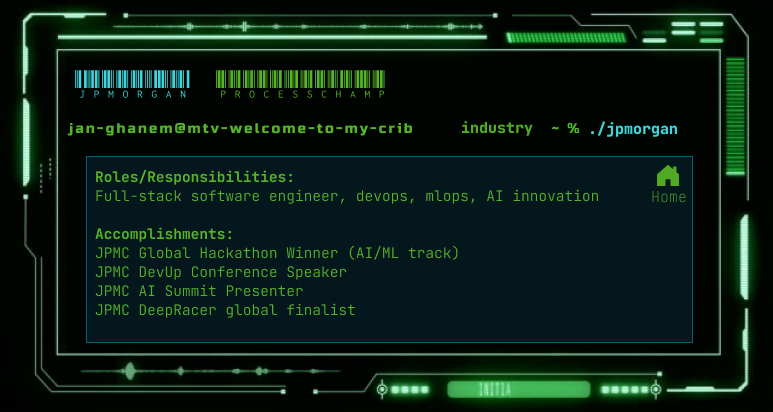 JPMORGAN PROCESSCHAMP
jan-ghanem@mtv-welcome-to-my-crib industry ~ % ./jpmorgan
Roles/Responsibilities:
Home
Full-stack software engineer, devops, mlops, AI innovation
Accomplishments:
JPMC Global Hackathon Winner (AI/ML track)
JPMC DevUp Conference Speaker
JPMC AI Summit Presenter
JPMC DeepRacer global finalist
INITIA